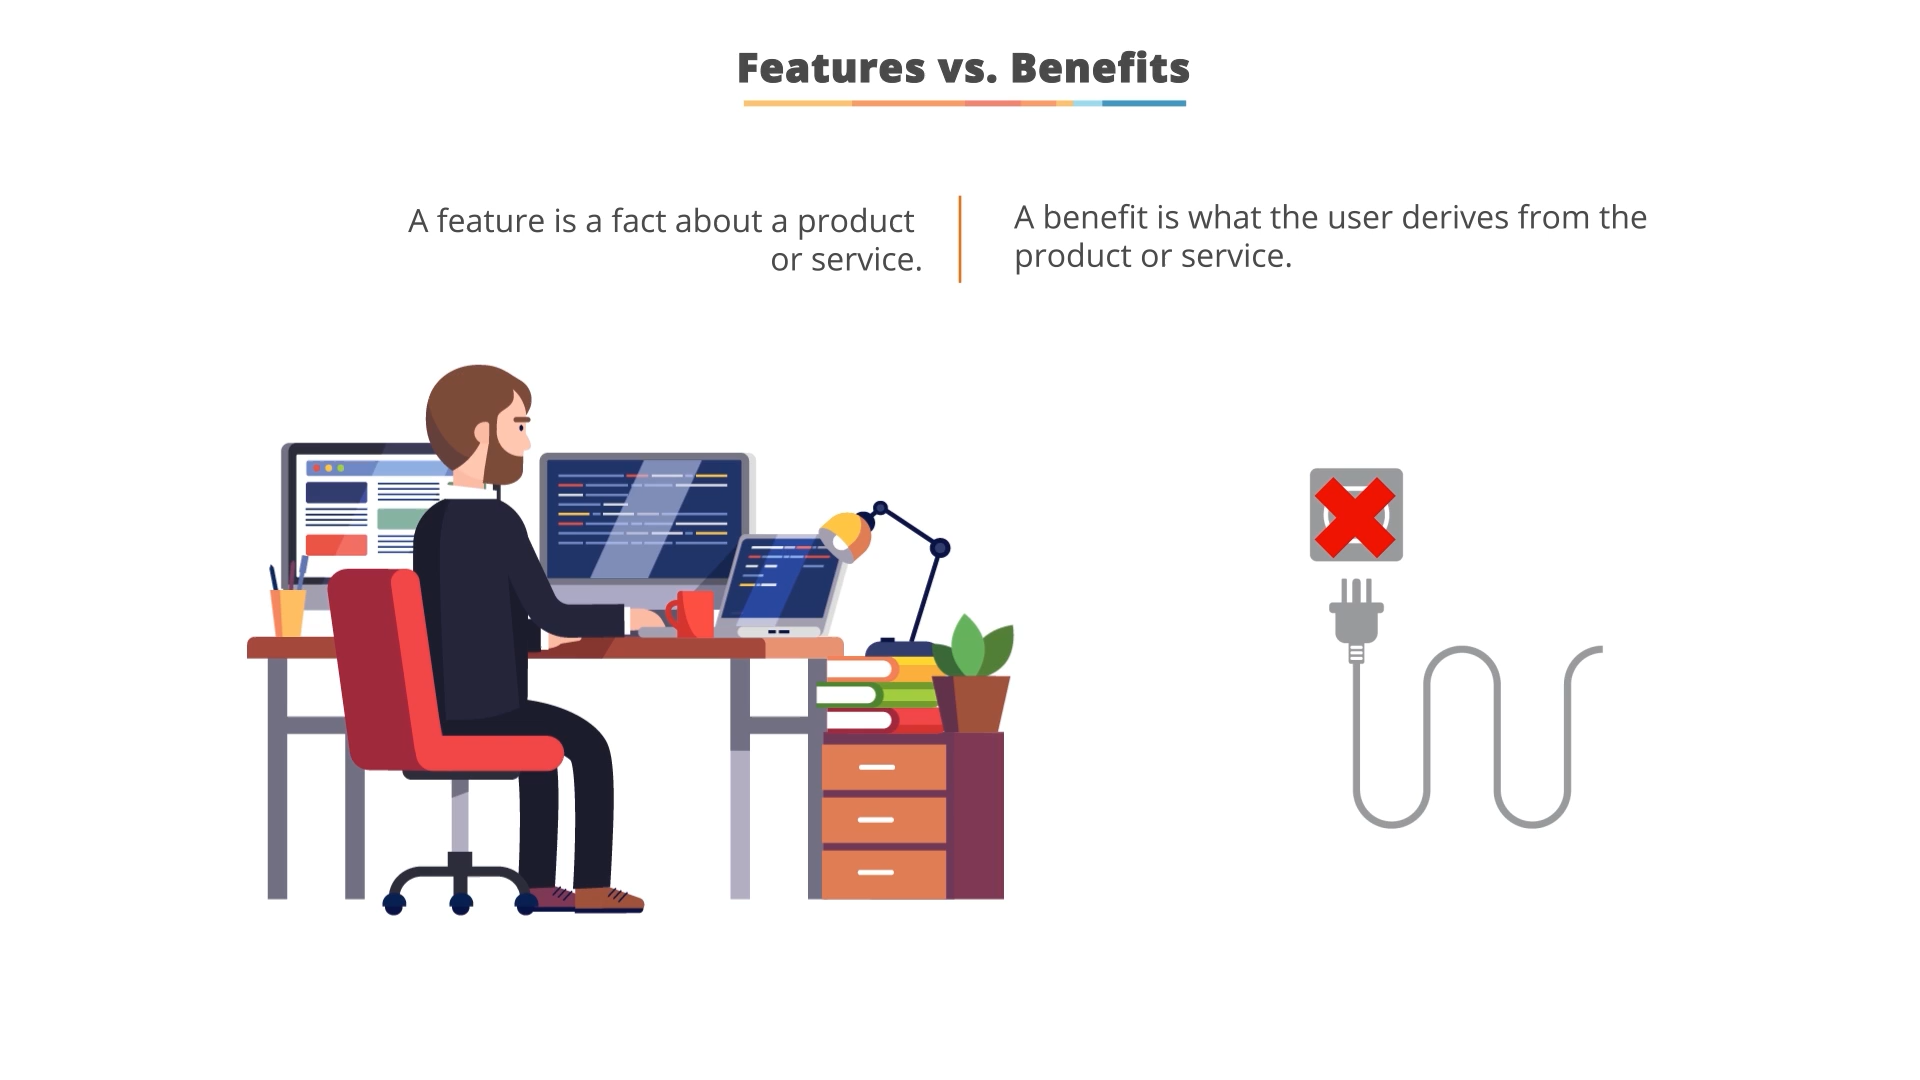 Features vs. Benefits
A feature is a fact about a product
or service.
A benefit is what the user derives from the
product or service.